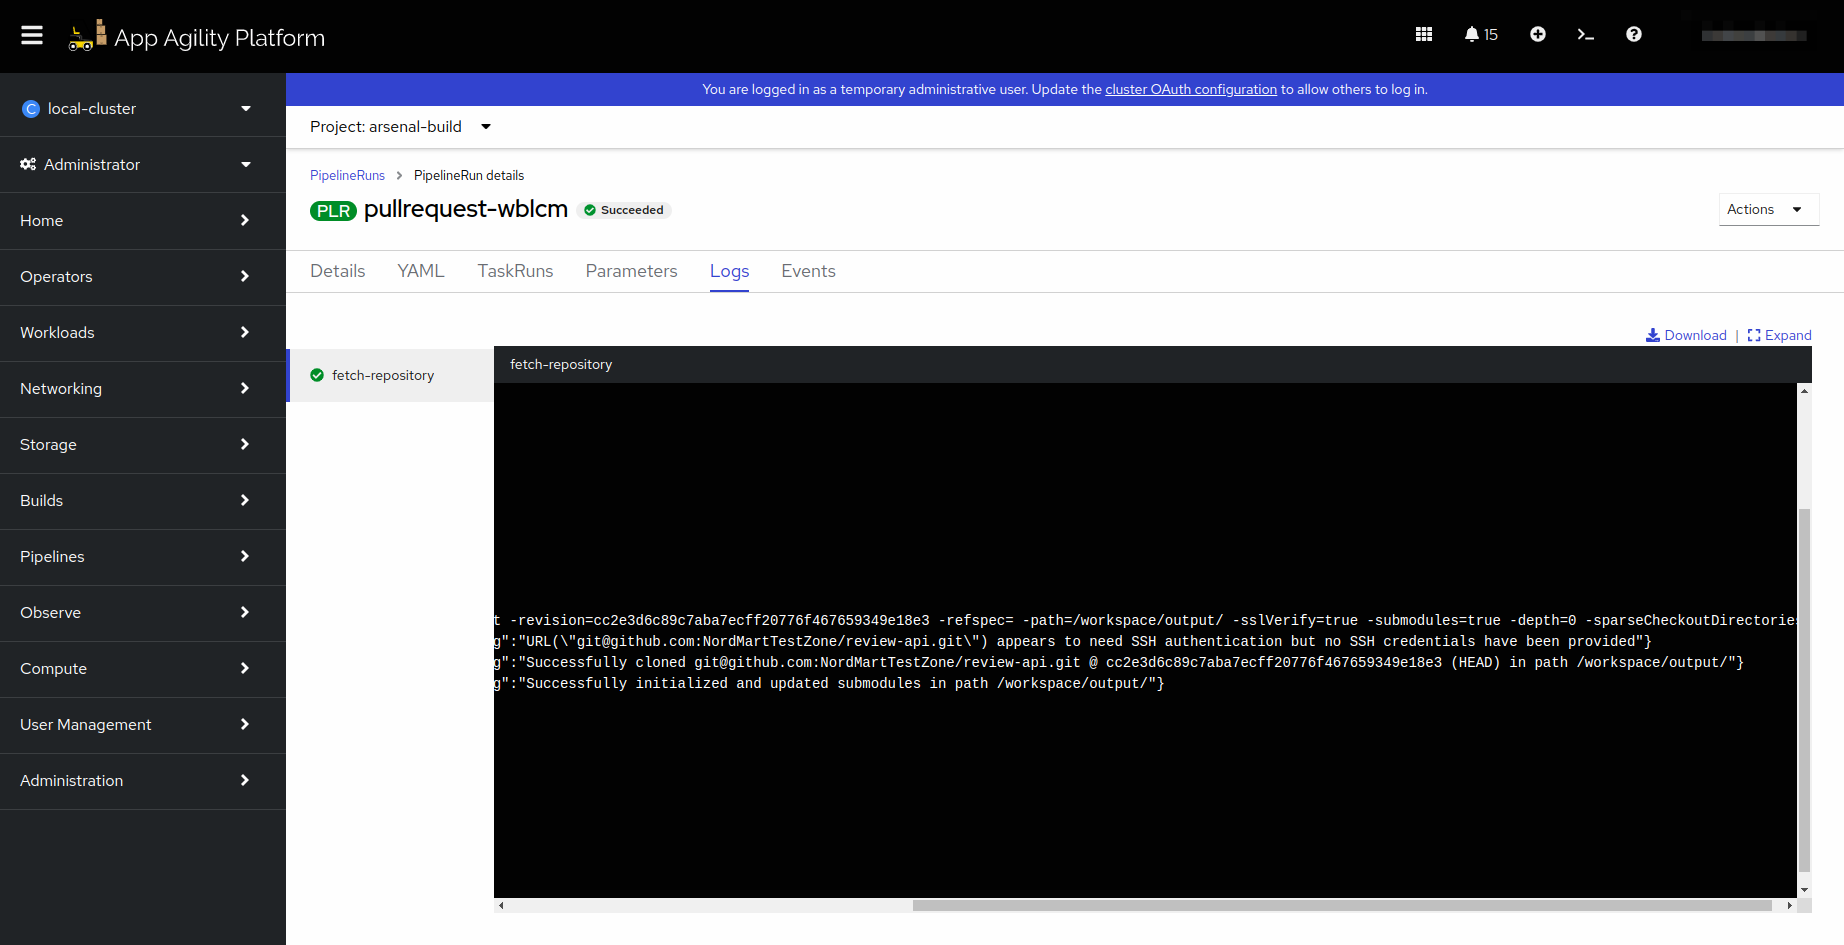 App Agility Platform
15
You are logged in as a temporary administrative user. Update the cluster OAuth configuration to allow others to log in.
local-cluster
Administrator
Home
Operators
Workloads
Networking
Storage
Builds
Pipelines
Observe
Compute
User Management
Administration
Project: arsenal-build
PipelineRuns > PipelineRun details
PLR pullrequest-wblcm Succeeded
Actions
Details YAML TaskRuns Parameters Logs Events
Download | Expand
fetch-repository
fetch-repository
t -revision=cc2e3d6c89c7aba7ecff20776f467659349e18e3 -refspec= -path=/workspace/output/ -sslVerify=true -submodules=true -depth=0 -sparseCheckoutDirectories
g":"URL(\"git@github.com:NordMartTestZone/review-api.git\") appears to need SSH authentication but no SSH credentials have been provided"}
g":"Successfully cloned git@github.com:NordMartTestZone/review-api.git @ cc2e3d6c89c7aba7ecff20776f467659349e18e3 (HEAD) in path /workspace/output/"}
g":"Successfully initialized and updated submodules in path /workspace/output/"}